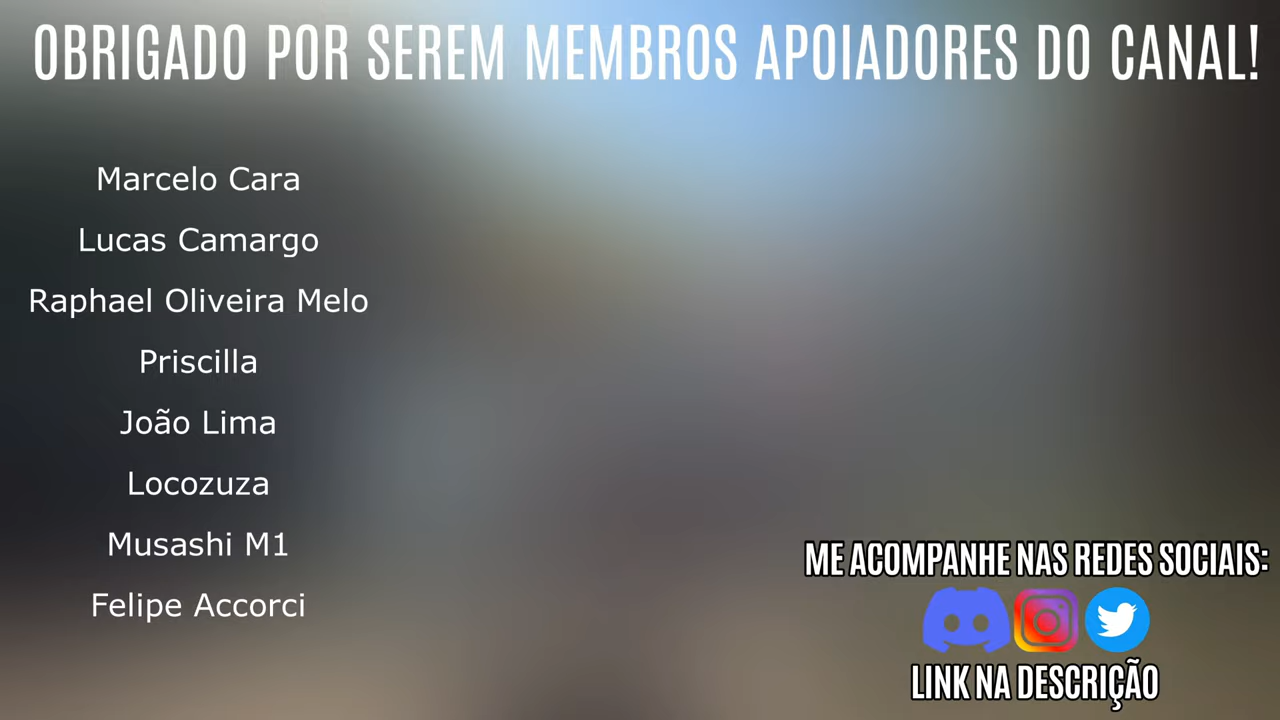 OBRIGADO POR SEREM MEMBROS APOIADORES DO CANAL!
Marcelo Cara
Lucas Camargo
Raphael Oliveira Melo
Priscilla
João Lima
Locozuza
Musashi M1
Felipe Accorci
ME ACOMPANHE NAS REDES SOCIAIS:
LINK NA DESCRIÇÃO